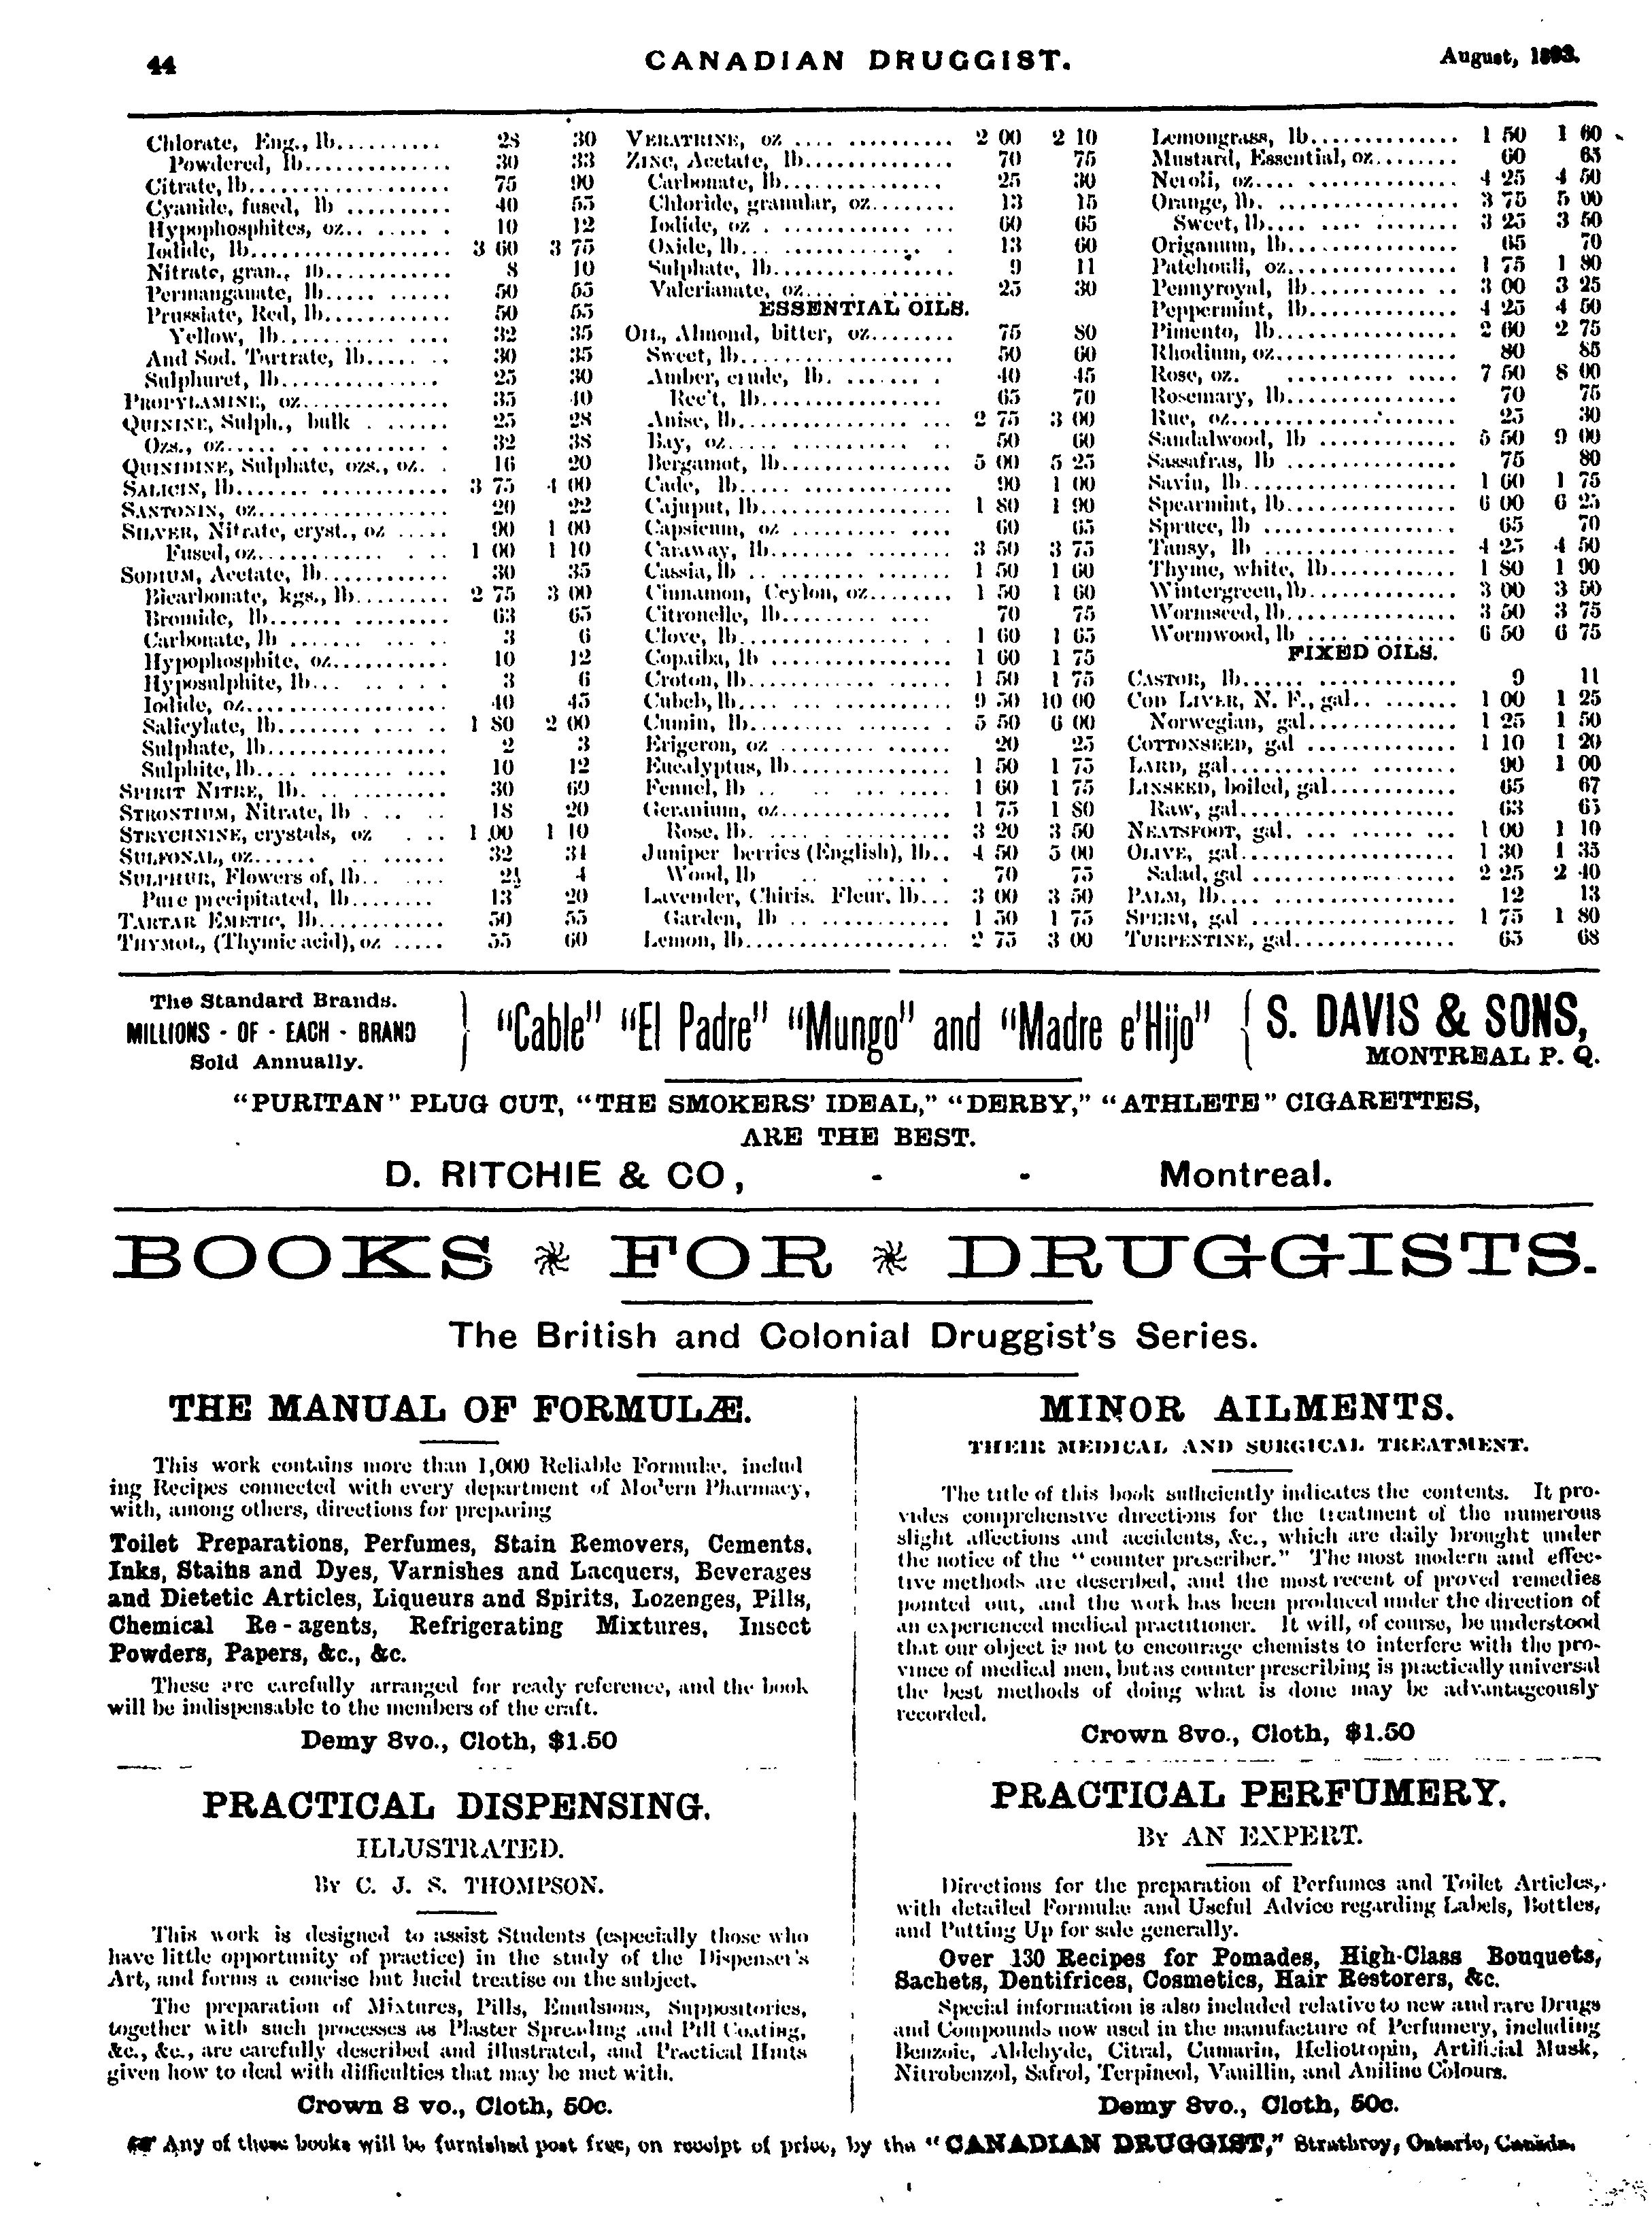 44
CANADIAN DRUGGIST.
August, 1893.
Chlorate, Eng., lb.......... 28 30
Powdered, lb.............. 30 33
Citrate, lb................... 75 90
Cyanide, fused, lb .......... 40 55
Hypophosphites, oz.. ..... . 10 12
Iodide, lb................... 3 60 3 75
Nitrate, gran., lb............ 8 10
Permanganate, lb..... ...... 50 55
Prussiate, Red, lb............ 50 55
Yellow, lb................ 32 35
And Sod. Tartrate, lb..... .. 30 35
Sulphuret, lb............... 25 30
PROPYLAMINE, oz.............. 35 40
QUININE, Sulph., bulk . ...... 25 28
Ozs., oz..................... 32 38
QUINIDINE, Sulphate, ozs., oz. . 16 20
SALICIN, lb.................... 3 75 4 00
SANTONIN, oz.................. 20 22
SILVER, Nitrate, cryst., oz ..... 90 1 00
Fused, oz............. . ... 1 00 1 10
SODIUM, Acetate, lb............ 30 35
Bicarbonate, kgs., lb......... 2 75 3 00
Bromide, lb................. 63 65
Carbonate, lb ....... ..... .. 3 6
Hypophosphite, oz........... 10 12
Hyposulphite, lb... ..... . . 3 6
Iodide, oz................... 40 45
Salicylate, lb......... .... .. 1 80 2 00
Sulphate, lb................. 2 3
Sulphite, lb.... .......... .... 10 12
SPIRIT NITRE, lb. . .. ......... 30 60
STRONTIUM, Nitrate, lb . ... .. 18 20
STRYCHNINE, crystals, oz . ... 1 00 1 10
SULFONAL, oz...... .. ...... 32 34
SULPHUR, Flowers of, lb.. .... 2½ 4
Pure precipitated, lb........ 13 20
TARTAR EMETIC, lb............ 50 55
THYMOL, (Thymic acid), oz ..... 55 60
VERATRINE, oz .... .......... 2 00 2 10
ZINC, Acetate, lb.............. 70 75
Carbonate, lb............... 25 30
Chloride, granular, oz........ 13 15
Iodide, oz . ................ 60 65
Oxide, lb.................. . 13 60
Sulphate, lb................. 9 11
Valerianate, oz.... . ....... 25 30
ESSENTIAL OILS.
OIL, Almond, bitter, oz........ 75 80
Sweet, lb.................... 50 60
Amber, crude, lb. ........ . 40 45
Rec't, lb................. 65 70
Anise, lb.................... 2 75 3 00
Bay, oz..................... 50 60
Bergamot, lb................ 5 00 5 25
Cade, lb..................... 90 1 00
Cajuput, lb.................. 1 80 1 90
Capsicum, oz .......... .... 60 65
Caraway, lb................. 3 50 3 75
Cassia, lb .. ............... 1 50 1 60
Cinnamon, Ceylon, oz........ 1 50 1 60
Citronelle, lb............ .... 70 75
Clove, lb................. . .. 1 60 1 65
Copaiba, lb ................ 1 60 1 75
Croton, lb................... 1 50 1 75
Cubeb, lb................... 9 50 10 00
Cumin, lb................... 5 50 6 00
Erigeron, oz ............ .. 20 25
Eucalyptus, lb............... 1 50 1 75
Fennel, lb .. .. ....... .. .. 1 60 1 75
Geranium, oz................ 1 75 1 80
Rose, lb. .... . .......... 3 20 3 50
Juniper berries (English), lb.. 4 50 5 00
Wood, lb .. ...... . 70 75
Lavender, Chiris. Fleur, lb... 3 00 3 50
Garden, lb .. ............ 1 50 1 75
Lemon, lb................... 2 75 3 00
Lemongrass, lb.............. 1 50 1 60
Mustard, Essential, oz........ 60 65
Neroli, oz.... .............. 4 25 4 50
Orange, lb. ................. 3 75 5 00
Sweet, lb.... .... ........ 3 25 3 50
Origanum, lb................ 65 70
Patchouli, oz................ 1 75 1 80
Pennyroyal, lb........... .. 3 00 3 25
Peppermint, lb.............. 4 25 4 50
Pimento, lb................. 2 60 2 75
Rhodium, oz................. 80 85
Rose, oz. .......... ..... 7 50 8 00
Rosemary, lb................ 70 75
Rue, oz..................... 25 30
Sandalwood, lb ............. 5 50 9 00
Sassafras, lb ................ 75 80
Savin, lb.................... 1 60 1 75
Spearmint, lb................ 6 00 6 25
Spruce, lb .................. 65 70
Tansy, lb .................. 4 25 4 50
Thyme, white, lb............ 1 80 1 90
Wintergreen, lb.............. 3 00 3 50
Wormseed, lb................ 3 50 3 75
Wormwood, lb .... ......... 6 50 6 75
FIXED OILS.
CASTOR, lb...... ............. 9 11
COD LIVER, N. F., gal.. ....... 1 00 1 25
Norwegian, gal.............. 1 25 1 50
COTTONSEED, gal .............. 1 10 1 20
LARD, gal..................... 90 1 00
LINSEED, boiled, gal............ 65 67
Raw, gal.................... 63 65
NEATSFOOT, gal. ... ....... .. 1 00 1 10
OLIVE, gal.................... 1 30 1 35
Salad, gal ................... 2 25 2 40
PALM, lb.... ................. 12 13
SPERM, gal ................... 1 75 1 80
TURPENTINE, gal............... 65 68
The Standard Brands.
MILLIONS - OF - EACH - BRAND
Sold Annually.
"Cable" "El Padre" "Mungo" and "Madre e'Hijo"
S. DAVIS & SONS,
MONTREAL P. Q.
"PURITAN" PLUG CUT, "THE SMOKERS' IDEAL," "DERBY," "ATHLETE" CIGARETTES,
ARE THE BEST.
D. RITCHIE & CO, - - Montreal.
BOOKS * FOR * DRUGGISTS.
The British and Colonial Druggist's Series.
THE MANUAL OF FORMULÆ.
This work contains more than 1,000 Reliable Formulæ, includ
ing Recipes connected with every department of Modern Pharmacy,
with, among others, directions for preparing
Toilet Preparations, Perfumes, Stain Removers, Cements,
Inks, Stains and Dyes, Varnishes and Lacquers, Beverages
and Dietetic Articles, Liqueurs and Spirits, Lozenges, Pills,
Chemical Re-agents, Refrigerating Mixtures, Insect
Powders, Papers, &c., &c.
These are carefully arranged for ready reference, and the book
will be indispensable to the members of the craft.
Demy 8vo., Cloth, $1.50
PRACTICAL DISPENSING.
ILLUSTRATED.
BY C. J. S. THOMPSON.
This work is designed to assist Students (especially those who
have little opportunity of practice) in the study of the Dispenser's
Art, and forms a concise but lucid treatise on the subject.
The preparation of Mixtures, Pills, Emulsions, Suppositories,
together with such processes as Plaster Spreading and Pill Coating,
&c., &c., are carefully described and illustrated, and Practical Hints
given how to deal with difficulties that may be met with.
Crown 8 vo., Cloth, 50c.
MINOR AILMENTS.
THEIR MEDICAL AND SURGICAL TREATMENT.
The title of this book sufficiently indicates the contents. It pro-
vides comprehensive directions for the treatment of the numerous
slight affections and accidents, &c., which are daily brought under
the notice of the "counter prescriber." The most modern and effec-
tive methods are described, and the most recent of proved remedies
pointed out, and the work has been produced under the direction of
an experienced medical practitioner. It will, of course, be understood
that our object is not to encourage chemists to interfere with the pro-
vince of medical men, but as counter prescribing is practically universal
the best methods of doing what is done may be advantageously
recorded.
Crown 8vo., Cloth, $1.50
PRACTICAL PERFUMERY.
BY AN EXPERT.
Directions for the preparation of Perfumes and Toilet Articles,
with detailed Formulæ and Useful Advice regarding Labels, Bottles,
and Putting Up for sale generally.
Over 130 Recipes for Pomades, High-Class Bouquets,
Sachets, Dentifrices, Cosmetics, Hair Restorers, &c.
Special information is also included relative to new and rare Drugs
and Compounds now used in the manufacture of Perfumery, including
Benzoic, Aldehyde, Citral, Cumarin, Heliotropin, Artificial Musk,
Nitrobenzol, Safrol, Terpineol, Vanillin, and Aniline Colours.
Demy 8vo., Cloth, 50c.
☞ Any of these books will be furnished post free, on receipt of price, by the "CANADIAN DRUGGIST," Strathroy, Ontario, Canada.